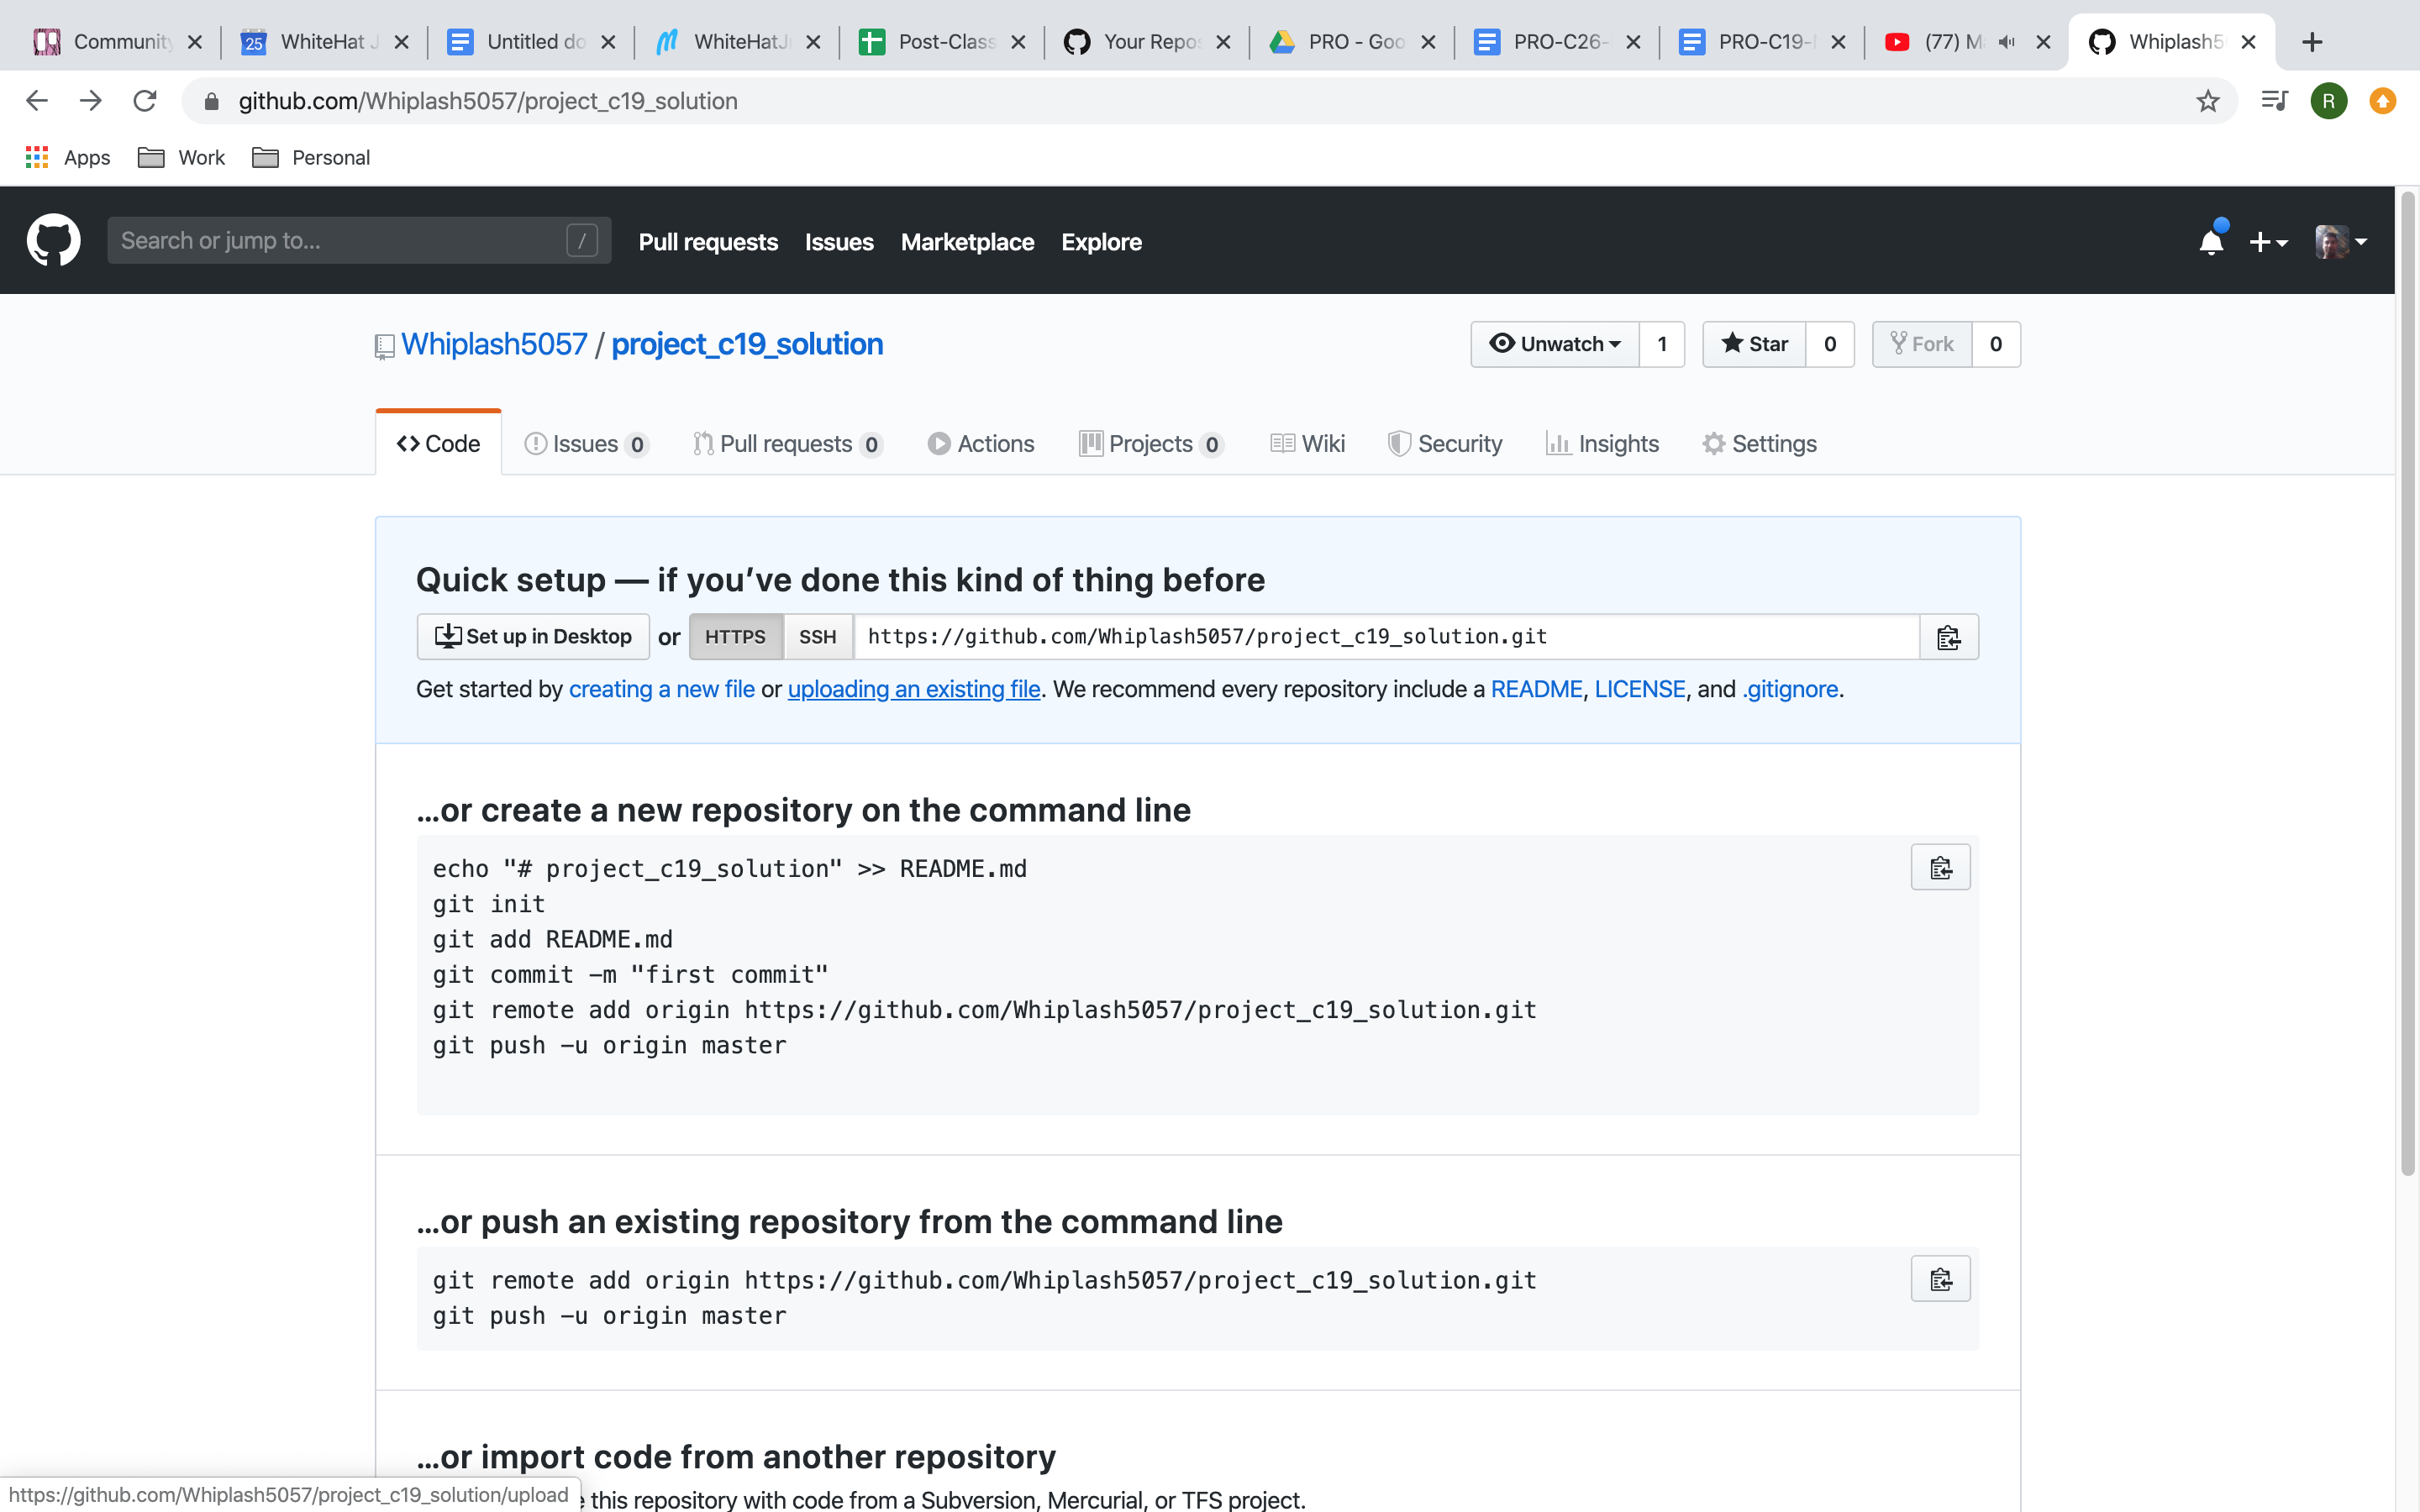 Community
WhiteHat J
Untitled do
WhiteHatJ
Post-Class
Your Repos
PRO - Goo
PRO-C26-
PRO-C19-
(77) M
Whiplash5
github.com/Whiplash5057/project_c19_solution
R
Apps
Work
Personal
Search or jump to...
/
Pull requests
Issues
Marketplace
Explore
Whiplash5057 / project_c19_solution
Unwatch 1
Star 0
Fork 0
Code
Issues 0
Pull requests 0
Actions
Projects 0
Wiki
Security
Insights
Settings
Quick setup — if you’ve done this kind of thing before
Set up in Desktop or HTTPS SSH https://github.com/Whiplash5057/project_c19_solution.git
Get started by creating a new file or uploading an existing file. We recommend every repository include a README, LICENSE, and .gitignore.
…or create a new repository on the command line
echo "# project_c19_solution" >> README.md
git init
git add README.md
git commit -m "first commit"
git remote add origin https://github.com/Whiplash5057/project_c19_solution.git
git push -u origin master
…or push an existing repository from the command line
git remote add origin https://github.com/Whiplash5057/project_c19_solution.git
git push -u origin master
…or import code from another repository
this repository with code from a Subversion, Mercurial, or TFS project.
https://github.com/Whiplash5057/project_c19_solution/upload